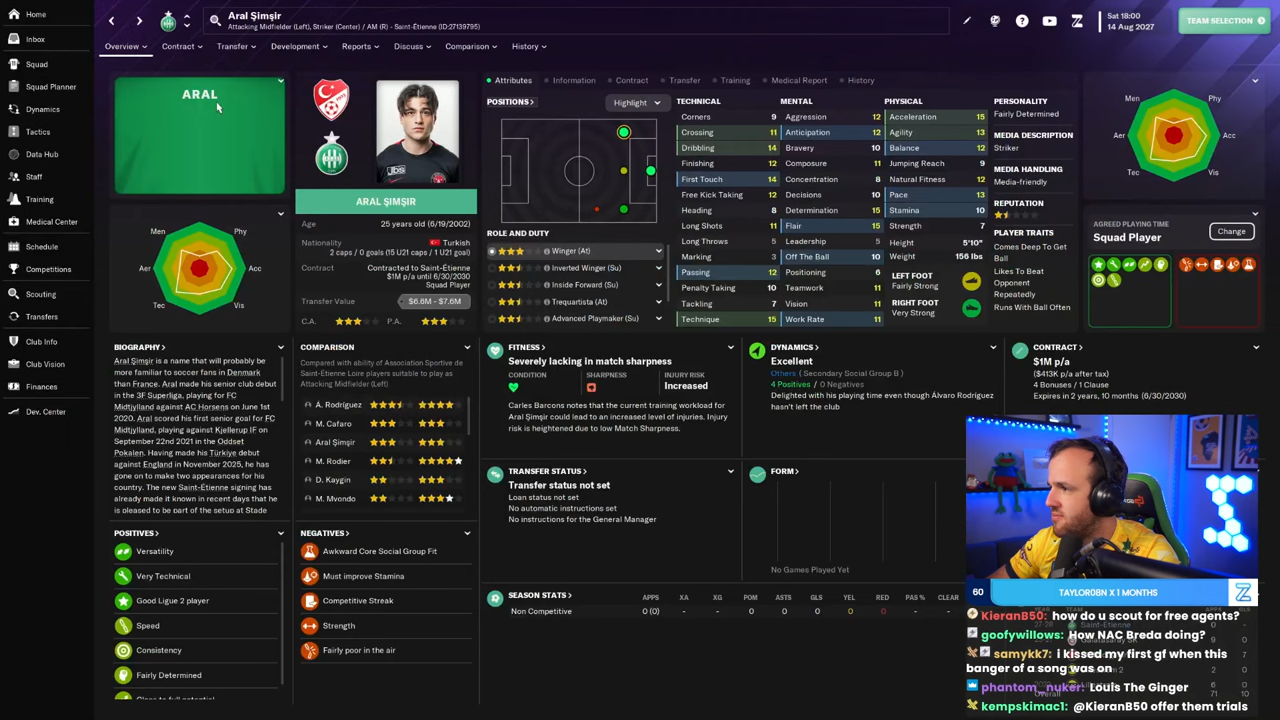 Home
Inbox
Squad
Squad Planner
Dynamics
Tactics
Data Hub
Staff
Training
Medical Center
Schedule
Competitions
Scouting
Transfers
Club Info
Club Vision
Finances
Dev. Center
Aral Şimşir
Attacking Midfielder (Left), Striker (Center) / AM (R) - Saint-Étienne (ID:27139795)
Sat 18:00
14 Aug 2027
TEAM SELECTION
Overview
Contract
Transfer
Development
Reports
Discuss
Comparison
History
ARAL
Men
Phy
Aer
Acc
Tec
Vis
ARAL ŞIMŞIR
Age
25 years old (6/19/2002)
Nationality
Turkish
2 caps / 0 goals (15 U21 caps / 1 U21 goal)
Contract
Contracted to Saint-Étienne
$1M p/a until 6/30/2030
Squad Player
Transfer Value
$6.6M - $7.6M
C.A.
P.A.
Attributes
Information
Contract
Transfer
Training
Medical Report
History
POSITIONS >
Highlight
ROLE AND DUTY
Winger (At)
Inverted Winger (Su)
Inside Forward (Su)
Trequartista (At)
Advanced Playmaker (Su)
TECHNICAL
Corners 9
Crossing 11
Dribbling 14
Finishing 12
First Touch 14
Free Kick Taking 12
Heading 8
Long Shots 11
Long Throws 5
Marking 3
Passing 12
Penalty Taking 10
Tackling 7
Technique 15
MENTAL
Aggression 12
Anticipation 12
Bravery 10
Composure 11
Concentration 8
Decisions 10
Determination 15
Flair 15
Leadership 5
Off The Ball 10
Positioning 6
Teamwork 11
Vision 11
Work Rate 11
PHYSICAL
Acceleration 15
Agility 13
Balance 12
Jumping Reach 9
Natural Fitness 12
Pace 13
Stamina 10
Strength 7
Height 5'10"
Weight 156 lbs
LEFT FOOT
Fairly Strong
RIGHT FOOT
Very Strong
PERSONALITY
Fairly Determined
MEDIA DESCRIPTION
Striker
MEDIA HANDLING
Media-friendly
REPUTATION
PLAYER TRAITS
Comes Deep To Get
Ball
Likes To Beat
Opponent
Repeatedly
Runs With Ball Often
Men
Phy
Aer
Acc
Tec
Vis
AGREED PLAYING TIME
Squad Player
Change
BIOGRAPHY >
Aral Şimşir is a name that will probably be
more familiar to soccer fans in Denmark
than France. Aral made his senior club debut
in the 3F Superliga, playing for FC
Midtjylland against AC Horsens on June 1st
2020. Aral scored his first senior goal for FC
Midtjylland, playing against Kjellerup IF on
September 22nd 2021 in the Oddset
Pokalen. Having made his Türkiye debut
against England in November 2025, he has
gone on to make two appearances for his
country. The new Saint-Étienne signing has
already made it known in recent days that he
is pleased to be part of the setup at Stade
COMPARISON
Compared with ability of Association Sportive de
Saint-Étienne Loire players suitable to play as
Attacking Midfielder (Left)
Á. Rodríguez
M. Cafaro
Aral Şimşir
M. Rodier
D. Kaygin
M. Mvondo
FITNESS >
Severely lacking in match sharpness
CONDITION
SHARPNESS
INJURY RISK
Increased
Carles Barcons notes that the current training workload for
Aral Şimşir could lead to an increased level of injuries. Injury
risk is heightened due to low Match Sharpness.
DYNAMICS >
Excellent
Others ( Secondary Social Group B )
4 Positives / 0 Negatives
Delighted with his playing time even though Álvaro Rodríguez
hasn't left the club
CONTRACT >
$1M p/a
($413K p/a after tax)
4 Bonuses / 1 Clause
Expires in 2 years, 10 months (6/30/2030)
TRANSFER STATUS >
Transfer status not set
Loan status not set
No automatic instructions set
No instructions for the General Manager
FORM >
No Games Played Yet
SEASON STATS >
APPS XA XG POM ASTS GLS YEL RED PAS % CLEAR
Non Competitive 0 (0) - - 0 0 0 0 0 - -
POSITIVES >
Versatility
Very Technical
Good Ligue 2 player
Speed
Consistency
Fairly Determined
NEGATIVES >
Awkward Core Social Group Fit
Must improve Stamina
Competitive Streak
Strength
Fairly poor in the air
60
TAYLOR8N X 1 MONTHS
KieranB50: how do u scout for free agents?
goofywillows: How NAC Breda doing?
samykk7: i kissed my first gf when this
banger of a song was on
phantom_nuker: Louis The Ginger
kempskimac1: @KieranB50 offer them trials